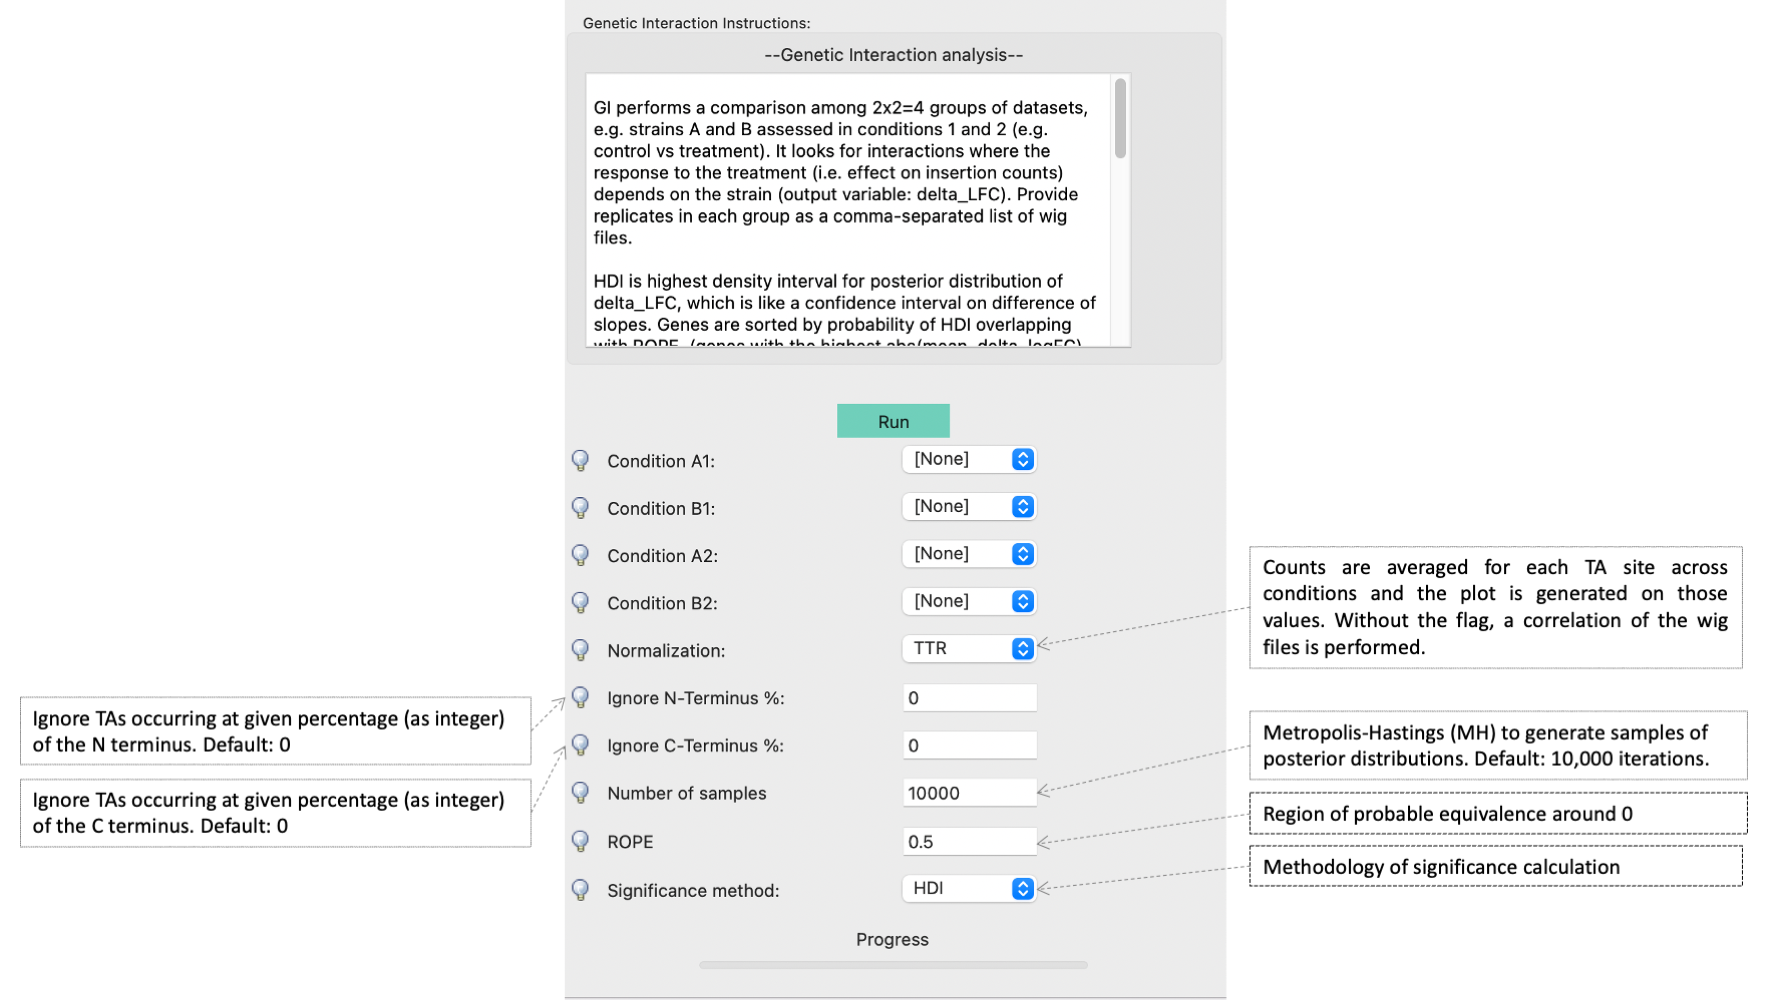 Genetic Interaction Instructions:
--Genetic Interaction analysis--
GI performs a comparison among 2x2=4 groups of datasets,
e.g. strains A and B assessed in conditions 1 and 2 (e.g.
control vs treatment). It looks for interactions where the
response to the treatment (i.e. effect on insertion counts)
depends on the strain (output variable: delta_LFC). Provide
replicates in each group as a comma-separated list of wig
files.
HDI is highest density interval for posterior distribution of
delta_LFC, which is like a confidence interval on difference of
slopes. Genes are sorted by probability of HDI overlapping
with ROPE. (genes with the highest abs(mean_delta_logFC)
Run
Condition A1:
[None]
Condition B1:
[None]
Condition A2:
[None]
Condition B2:
[None]
Normalization:
TTR
Ignore N-Terminus %:
0
Ignore C-Terminus %:
0
Number of samples
10000
ROPE
0.5
Significance method:
HDI
Progress
Ignore TAs occurring at given percentage (as integer)
of the N terminus. Default: 0
Ignore TAs occurring at given percentage (as integer)
of the C terminus. Default: 0
Counts are averaged for each TA site across
conditions and the plot is generated on those
values. Without the flag, a correlation of the wig
files is performed.
Metropolis-Hastings (MH) to generate samples of
posterior distributions. Default: 10,000 iterations.
Region of probable equivalence around 0
Methodology of significance calculation